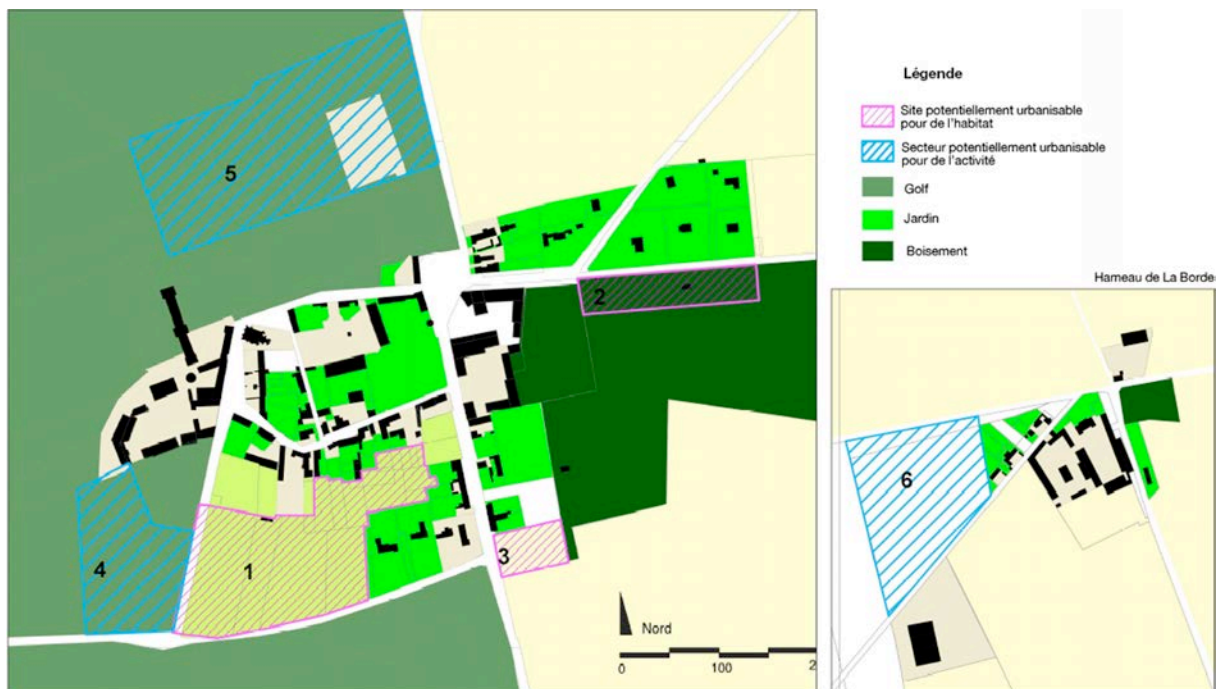 5
2
1
4
3
Nord
0
100
2
Légende
Site potentiellement urbanisable
pour de l'habitat
Secteur potentiellement urbanisable
pour de l'activité
Golf
Jardin
Boisement
Hameau de La Borde
6